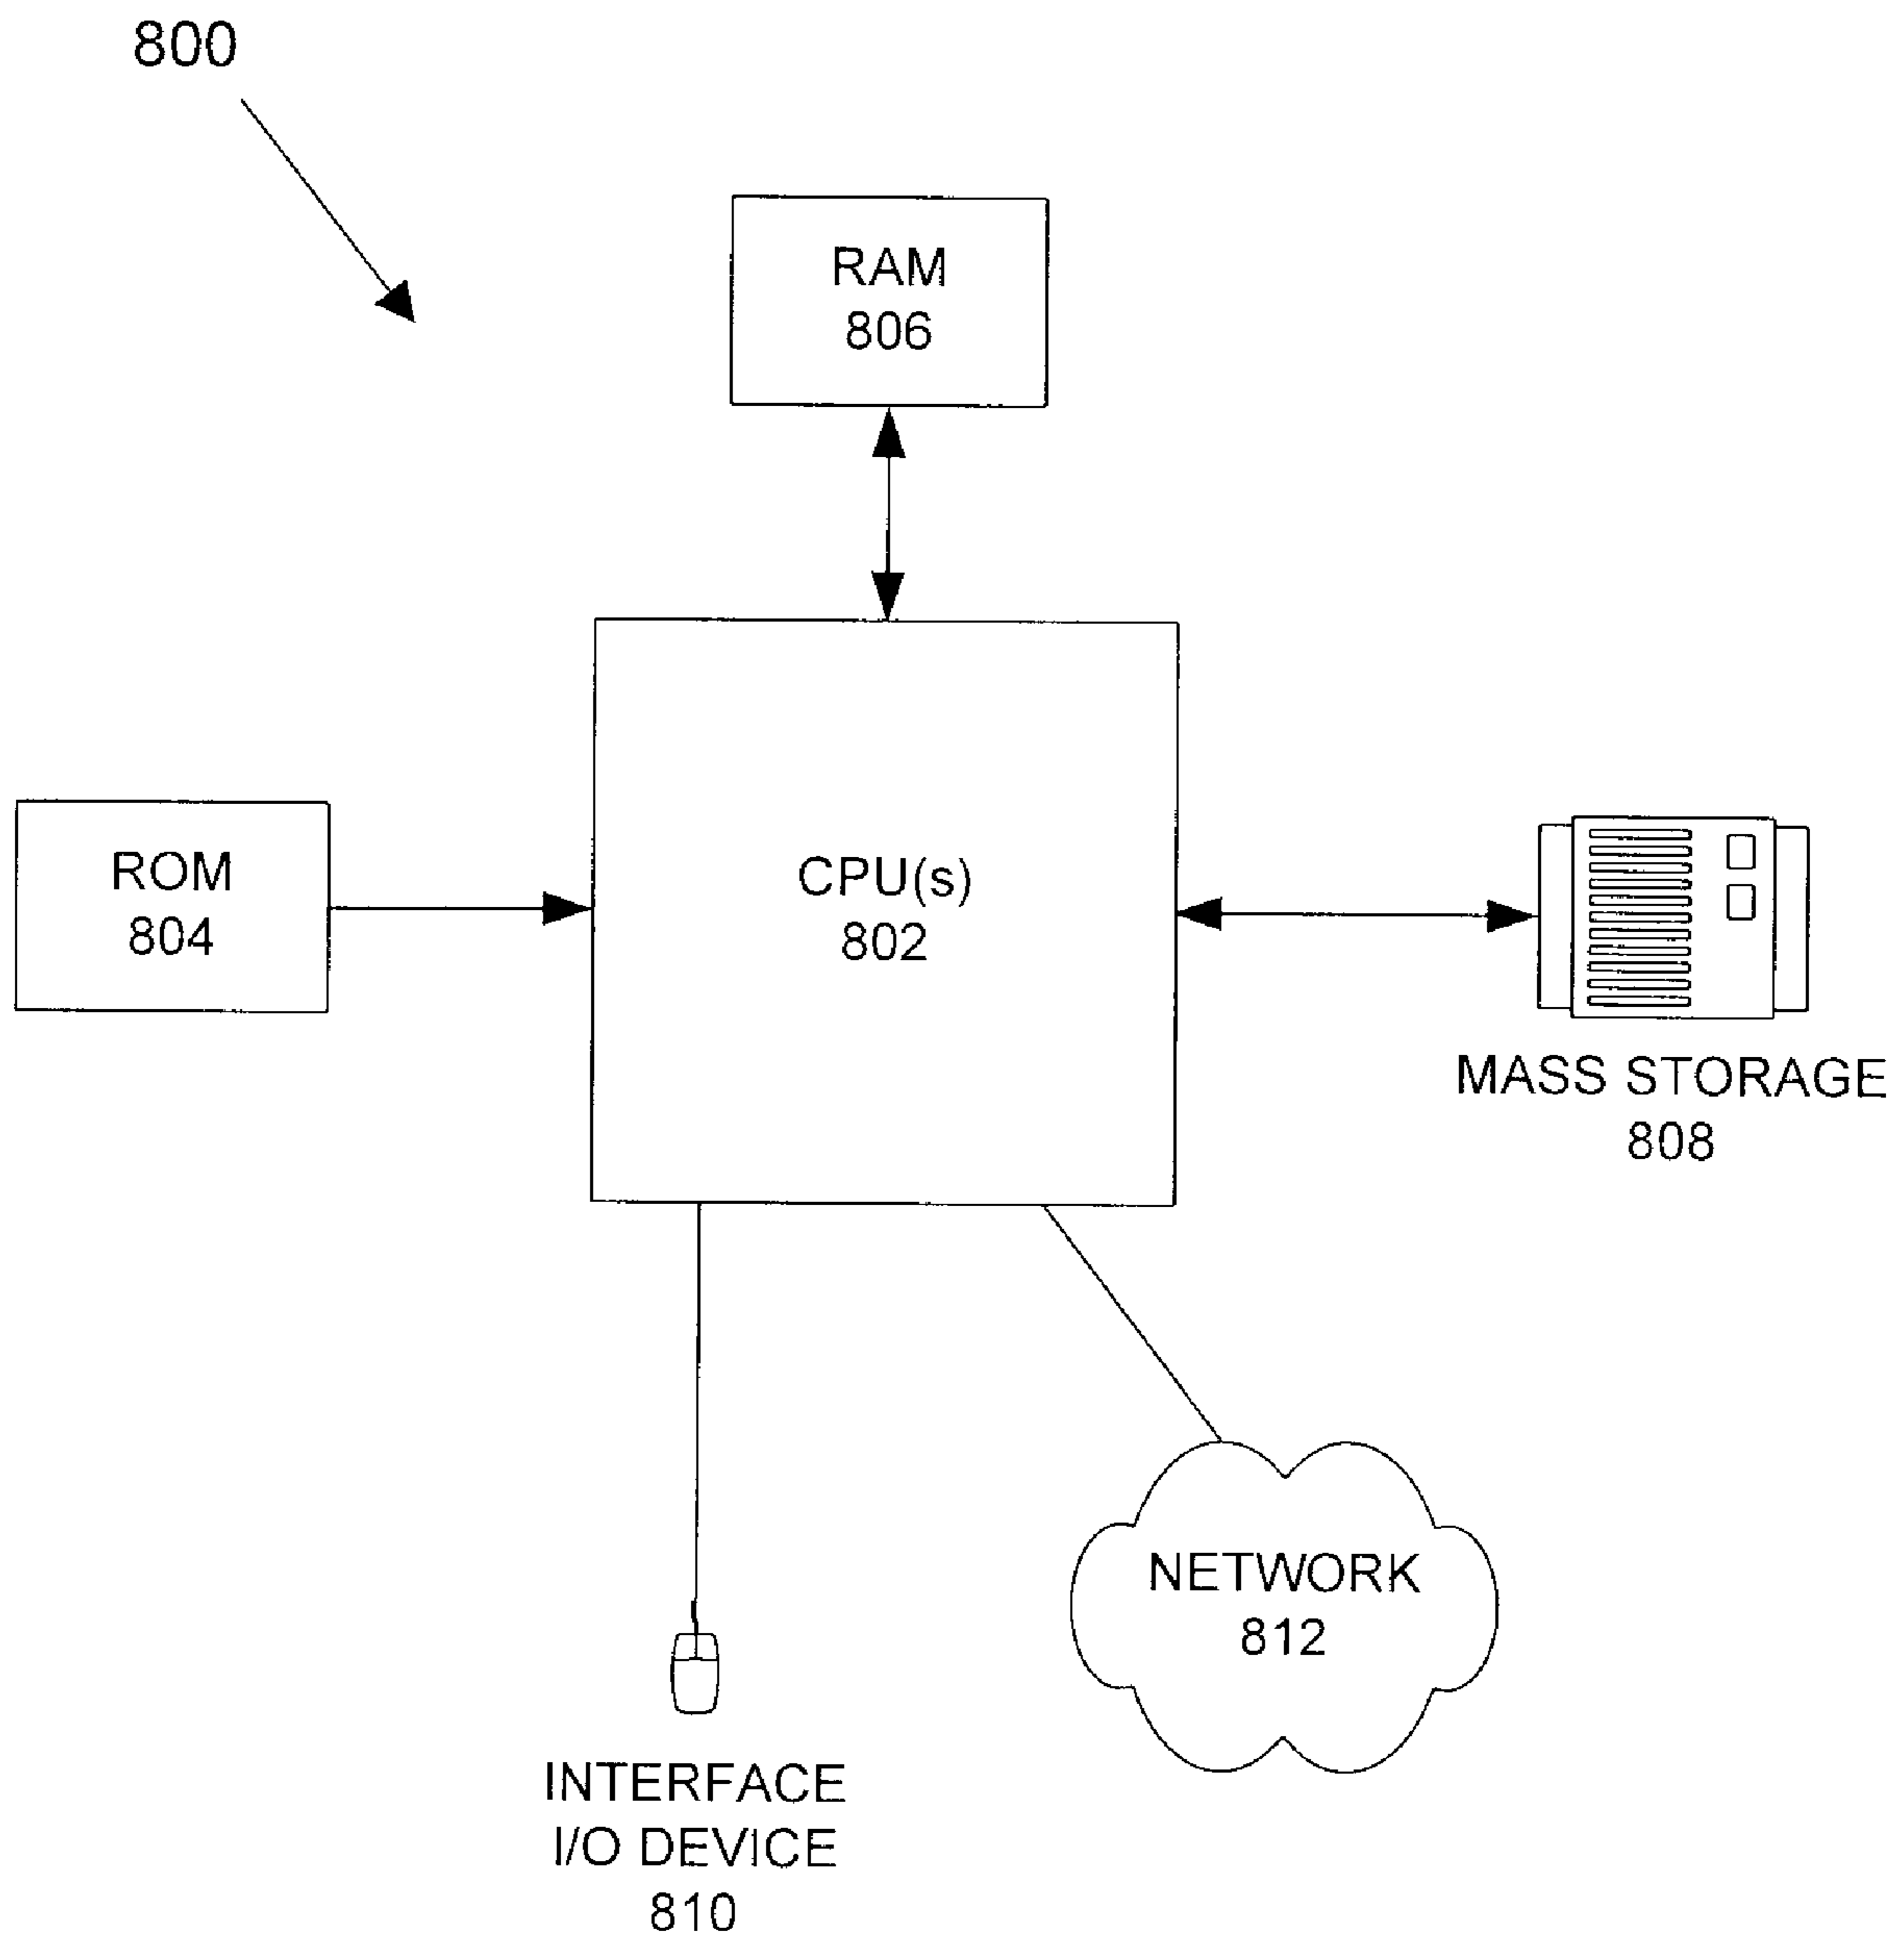 800
RAM
806
ROM
804
CPU(s)
802
MASS STORAGE
808
NETWORK
812
INTERFACE
I/O DEVICE
810